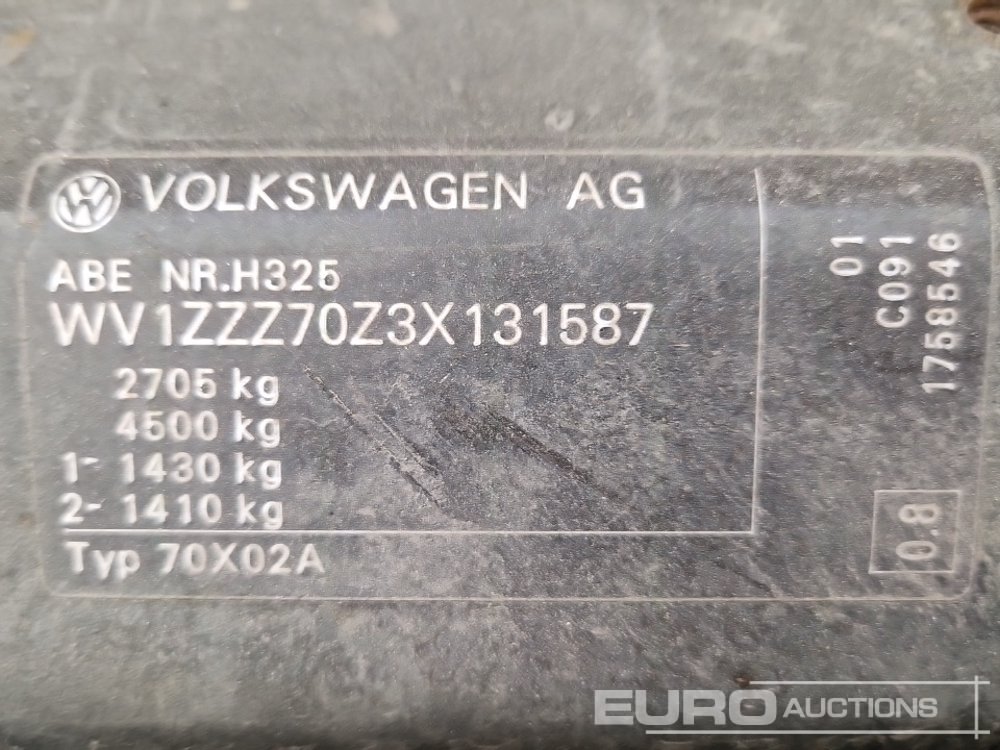 VOLKSWAGEN AG
ABE NR.H325
WV1ZZZ70Z3X131587
2705 kg
4500 kg
1- 1430 kg
2- 1410 kg
Typ 70X02A
01
C091
17585546
0.8
EURO AUCTIONS